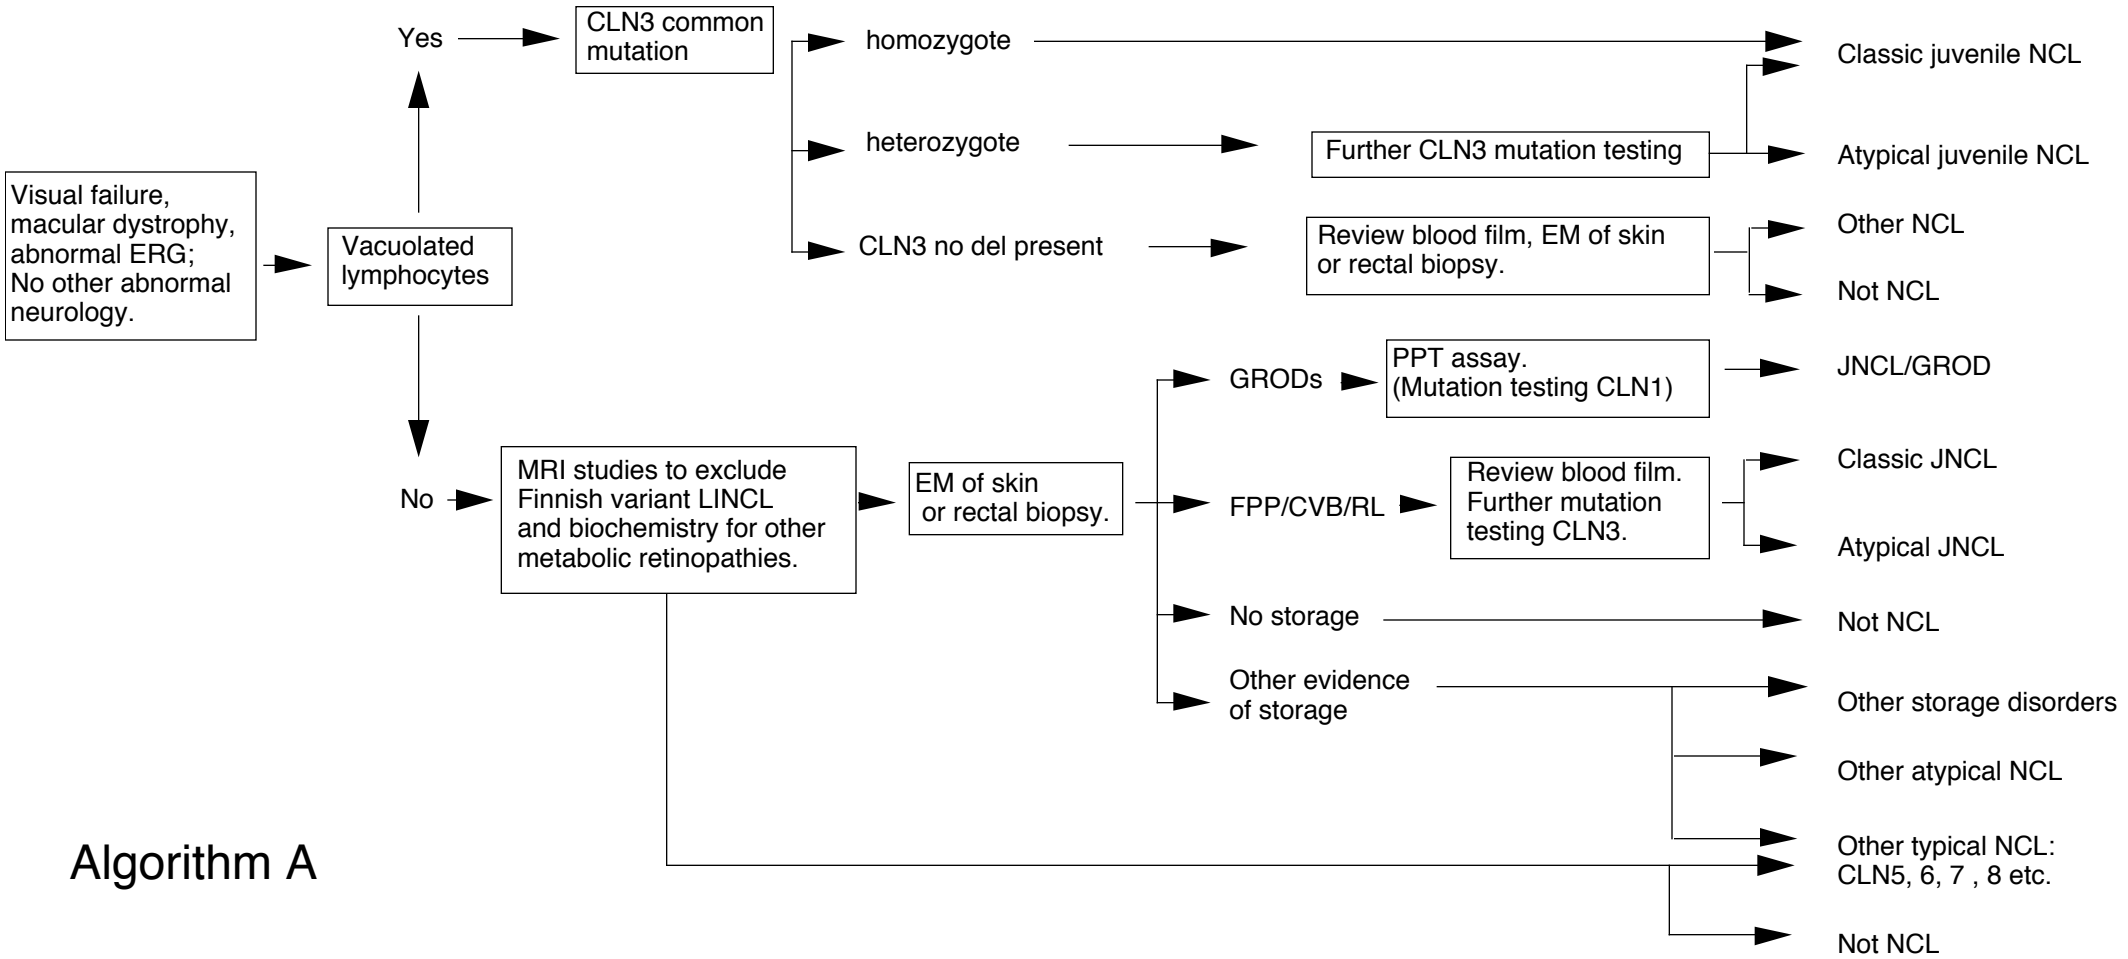 Visual failure,
macular dystrophy,
abnormal ERG;
No other abnormal
neurology.
Vacuolated
lymphocytes
Yes
CLN3 common
mutation
homozygote
Classic juvenile NCL
heterozygote
Further CLN3 mutation testing
Atypical juvenile NCL
CLN3 no del present
Review blood film, EM of skin
or rectal biopsy.
Other NCL
Not NCL
No
MRI studies to exclude
Finnish variant LINCL
and biochemistry for other
metabolic retinopathies.
EM of skin
or rectal biopsy.
GRODs
PPT assay.
(Mutation testing CLN1)
JNCL/GROD
FPP/CVB/RL
Review blood film.
Further mutation
testing CLN3.
Classic JNCL
Atypical JNCL
No storage
Not NCL
Other evidence
of storage
Other storage disorders
Other atypical NCL
Other typical NCL:
CLN5, 6, 7 , 8 etc.
Not NCL
Algorithm A